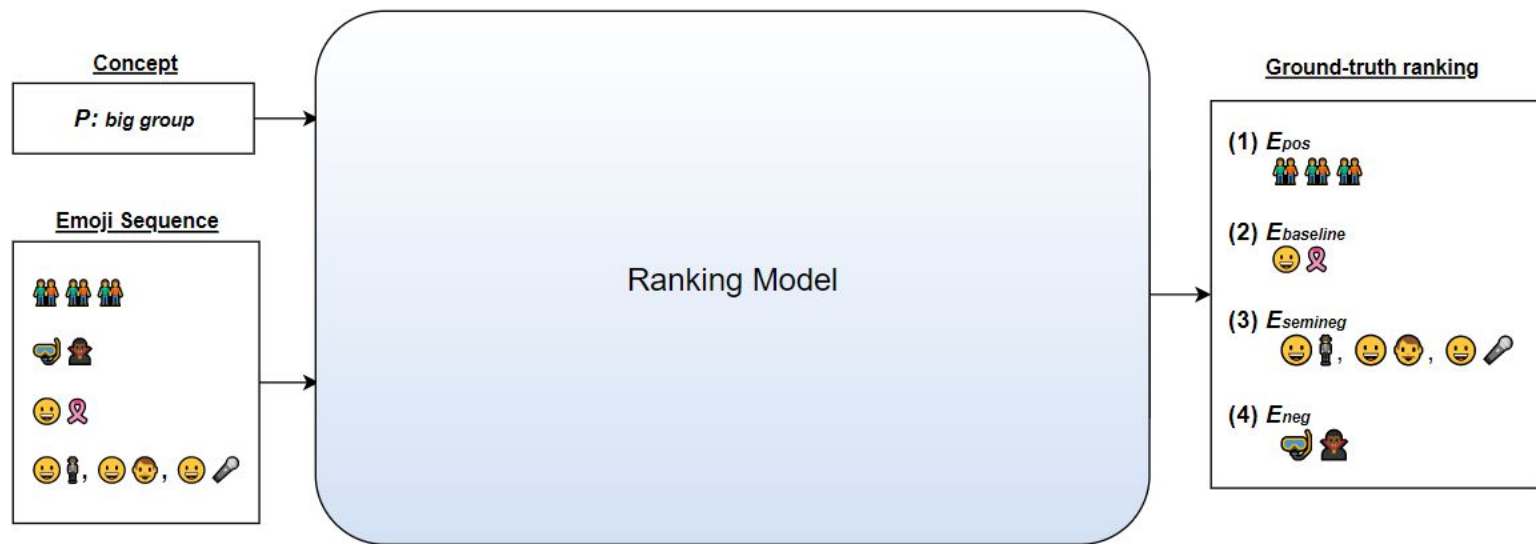 Concept
P: big group
Emoji Sequence
,
,
Ranking Model
Ground-truth ranking
(1) Epos
(2) Ebaseline
(3) Esemineg
,
,
(4) Eneg